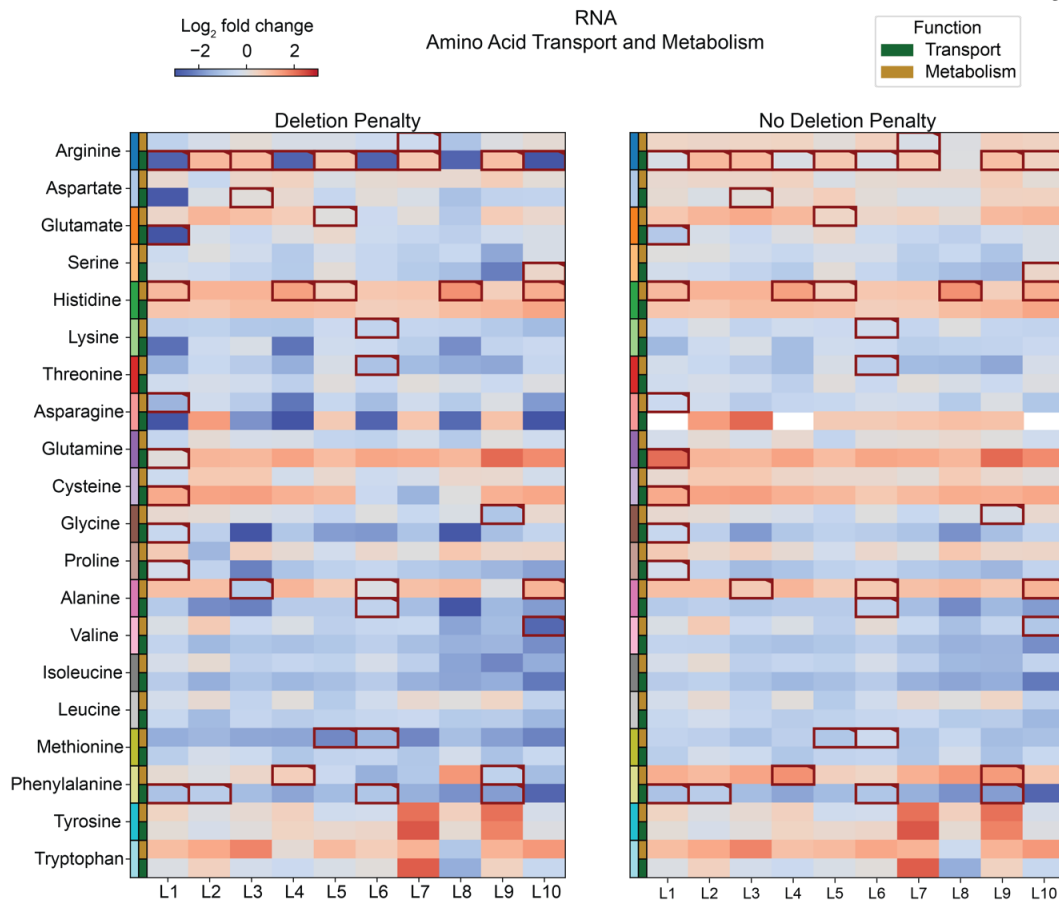 Log2 fold change
−2 0 2
RNA
Amino Acid Transport and Metabolism
Function
Transport
Metabolism
Deletion Penalty
No Deletion Penalty
Arginine
Aspartate
Glutamate
Serine
Histidine
Lysine
Threonine
Asparagine
Glutamine
Cysteine
Glycine
Proline
Alanine
Valine
Isoleucine
Leucine
Methionine
Phenylalanine
Tyrosine
Tryptophan
L1 L2 L3 L4 L5 L6 L7 L8 L9 L10
L1 L2 L3 L4 L5 L6 L7 L8 L9 L10